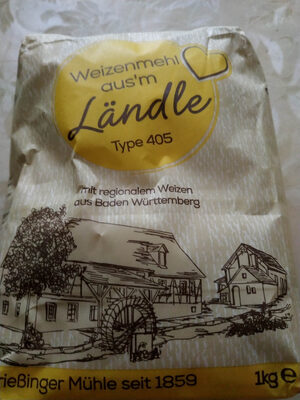 Weizenmehl
aus'm
Ländle
Type 405
mit regionalem Weizen
aus Baden Württemberg
rießinger Mühle seit 1859
1kg ℮